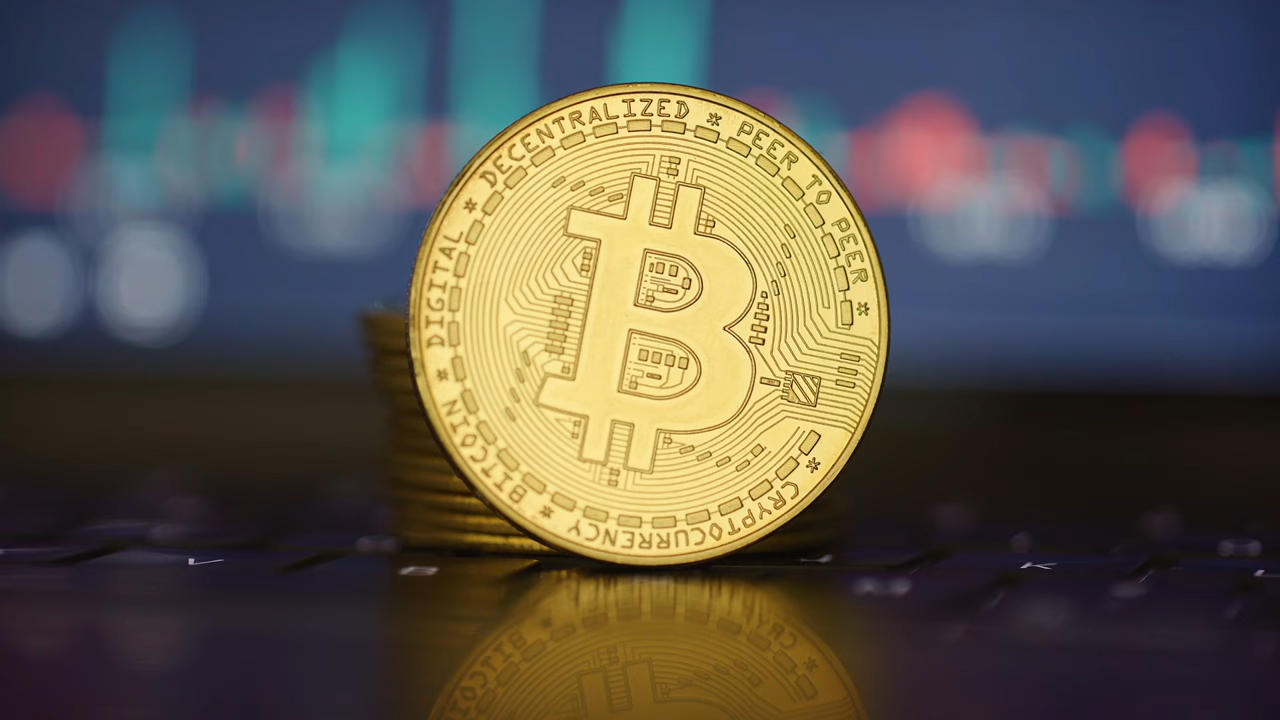 DIGITAL * DECENTRALIZED * PEER TO PEER * CRYPTOCURRENCY * BITCOIN *